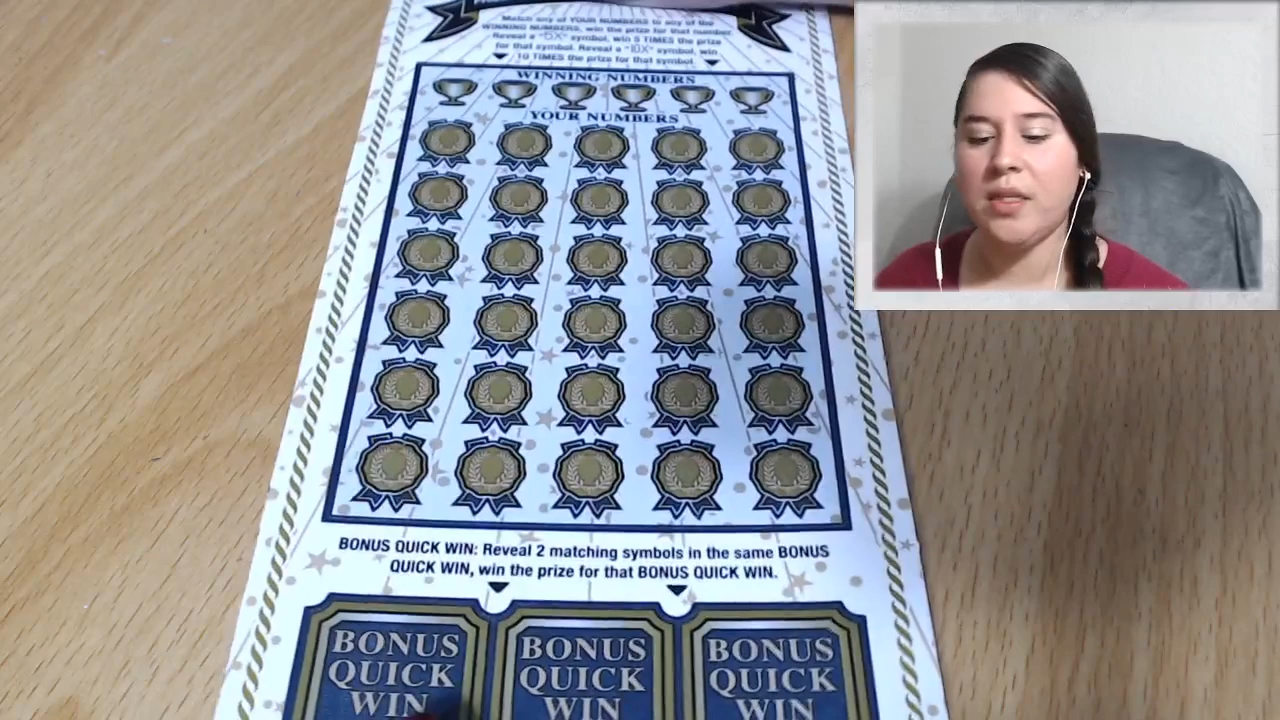 Match any of YOUR NUMBERS to any of the
WINNING NUMBERS, win the prize for that number.
Reveal a "5X" symbol, win 5 TIMES the prize
for that symbol. Reveal a "10X" symbol, win
10 TIMES the prize for that symbol.
WINNING NUMBERS
YOUR NUMBERS
BONUS QUICK WIN: Reveal 2 matching symbols in the same BONUS
QUICK WIN, win the prize for that BONUS QUICK WIN.
BONUS QUICK WIN
BONUS QUICK WIN
BONUS QUICK WIN